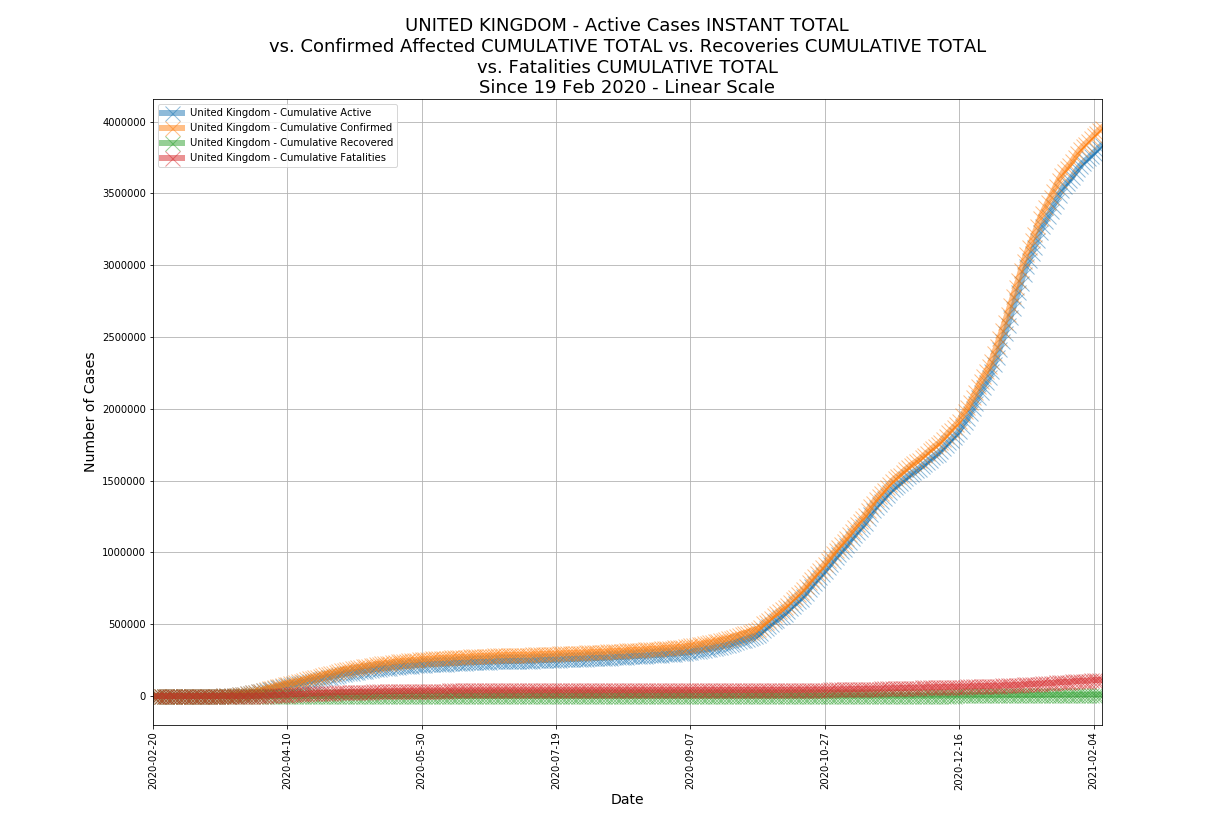 UNITED KINGDOM - Active Cases INSTANT TOTAL
vs. Confirmed Affected CUMULATIVE TOTAL vs. Recoveries CUMULATIVE TOTAL
vs. Fatalities CUMULATIVE TOTAL
Since 19 Feb 2020 - Linear Scale
United Kingdom - Cumulative Active
United Kingdom - Cumulative Confirmed
United Kingdom - Cumulative Recovered
United Kingdom - Cumulative Fatalities
Number of Cases
4000000
3500000
3000000
2500000
2000000
1500000
1000000
500000
0
2020-02-20
2020-04-10
2020-05-30
2020-07-19
2020-09-07
2020-10-27
2020-12-16
2021-02-04
Date